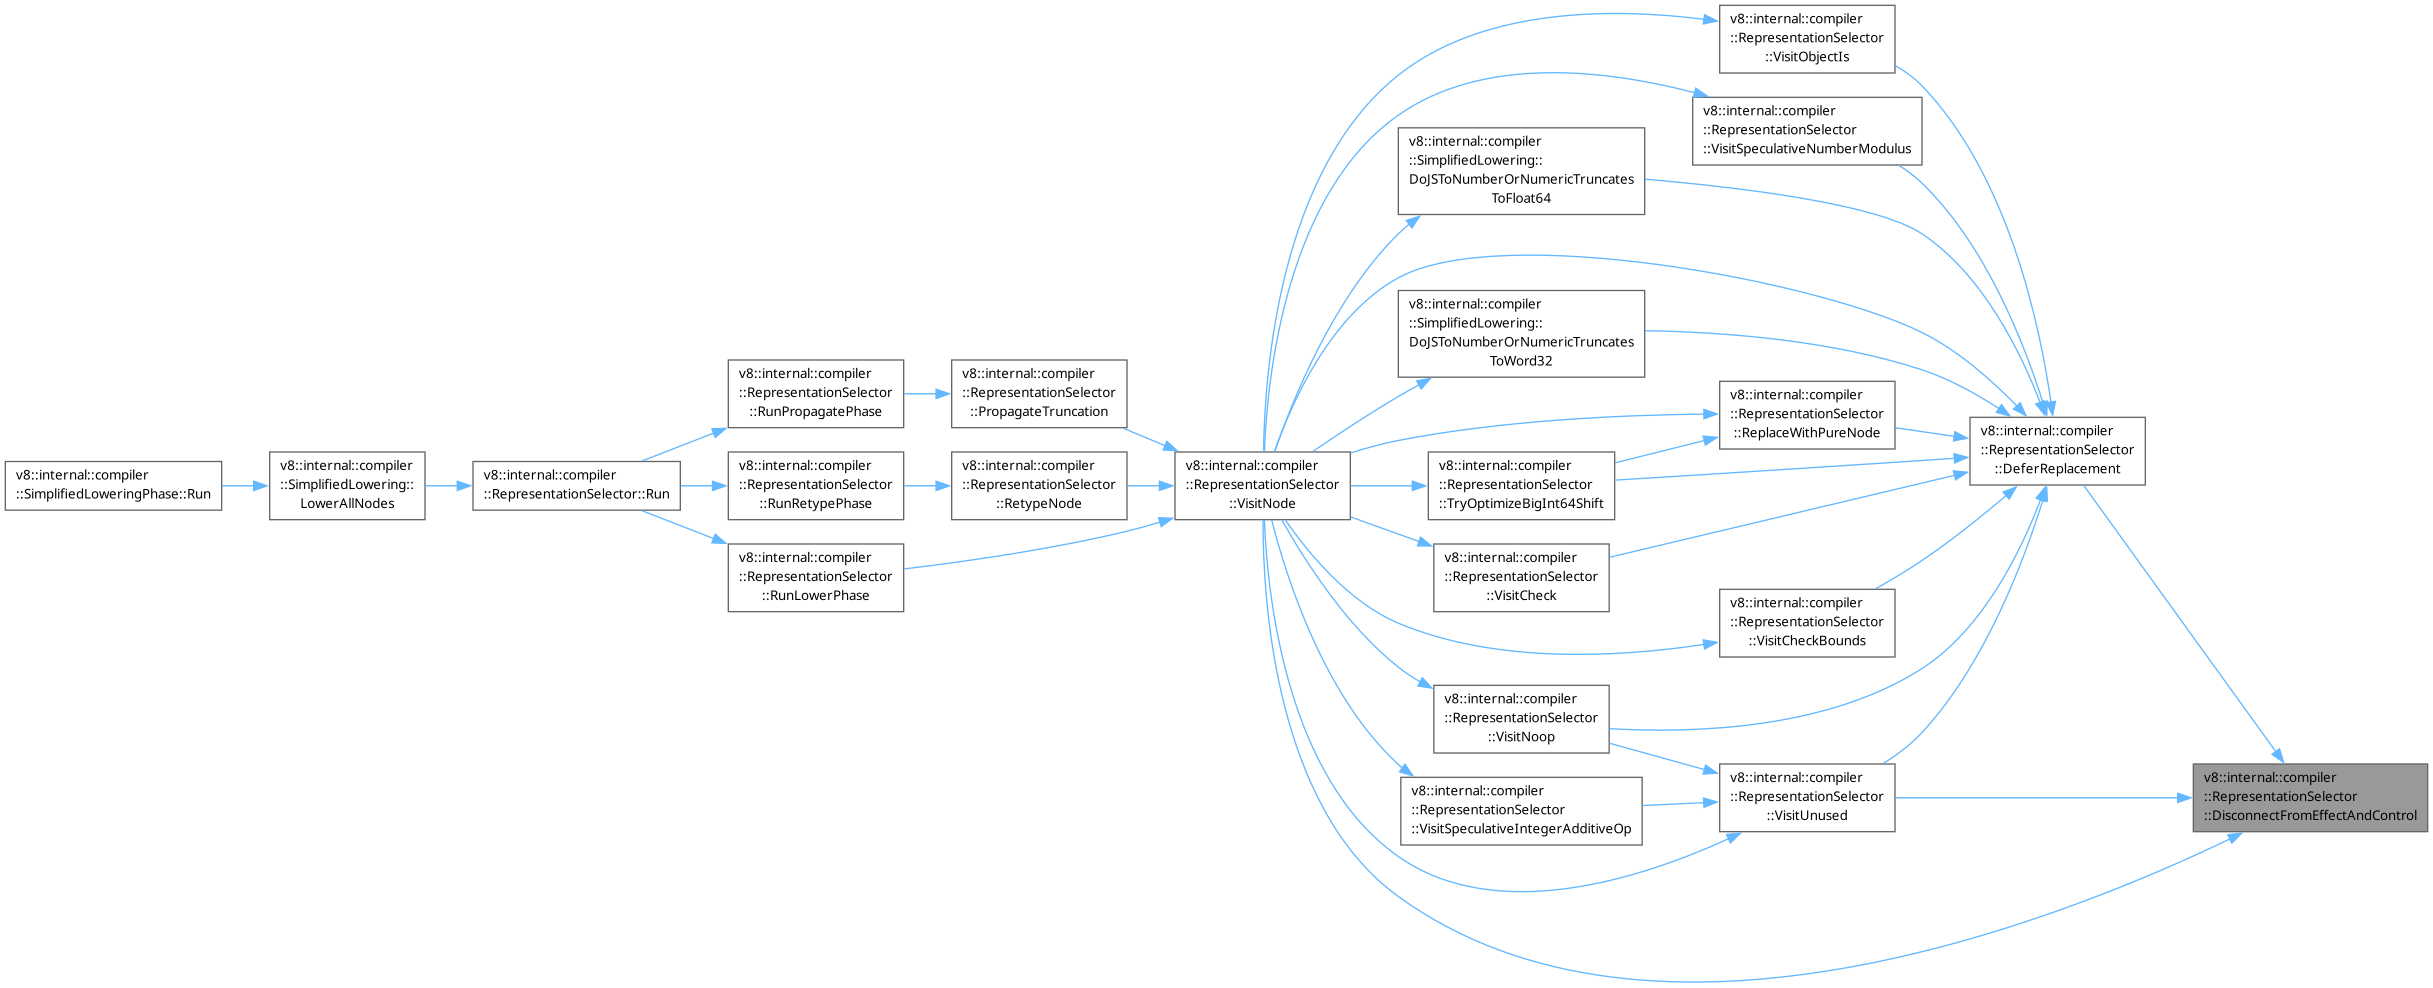 v8::internal::compiler
::RepresentationSelector
::VisitObjectIs
v8::internal::compiler
::RepresentationSelector
::VisitSpeculativeNumberModulus
v8::internal::compiler
::SimplifiedLowering::
DoJSToNumberOrNumericTruncates
ToFloat64
v8::internal::compiler
::SimplifiedLowering::
DoJSToNumberOrNumericTruncates
ToWord32
v8::internal::compiler
::RepresentationSelector
::RunPropagatePhase
v8::internal::compiler
::RepresentationSelector
::PropagateTruncation
v8::internal::compiler
::RepresentationSelector
::ReplaceWithPureNode
v8::internal::compiler
::RepresentationSelector
::DeferReplacement
v8::internal::compiler
::SimplifiedLoweringPhase::Run
v8::internal::compiler
::SimplifiedLowering::
LowerAllNodes
v8::internal::compiler
::RepresentationSelector::Run
v8::internal::compiler
::RepresentationSelector
::RunRetypePhase
v8::internal::compiler
::RepresentationSelector
::RetypeNode
v8::internal::compiler
::RepresentationSelector
::VisitNode
v8::internal::compiler
::RepresentationSelector
::TryOptimizeBigInt64Shift
v8::internal::compiler
::RepresentationSelector
::RunLowerPhase
v8::internal::compiler
::RepresentationSelector
::VisitCheck
v8::internal::compiler
::RepresentationSelector
::VisitCheckBounds
v8::internal::compiler
::RepresentationSelector
::VisitNoop
v8::internal::compiler
::RepresentationSelector
::VisitSpeculativeIntegerAdditiveOp
v8::internal::compiler
::RepresentationSelector
::VisitUnused
v8::internal::compiler
::RepresentationSelector
::DisconnectFromEffectAndControl